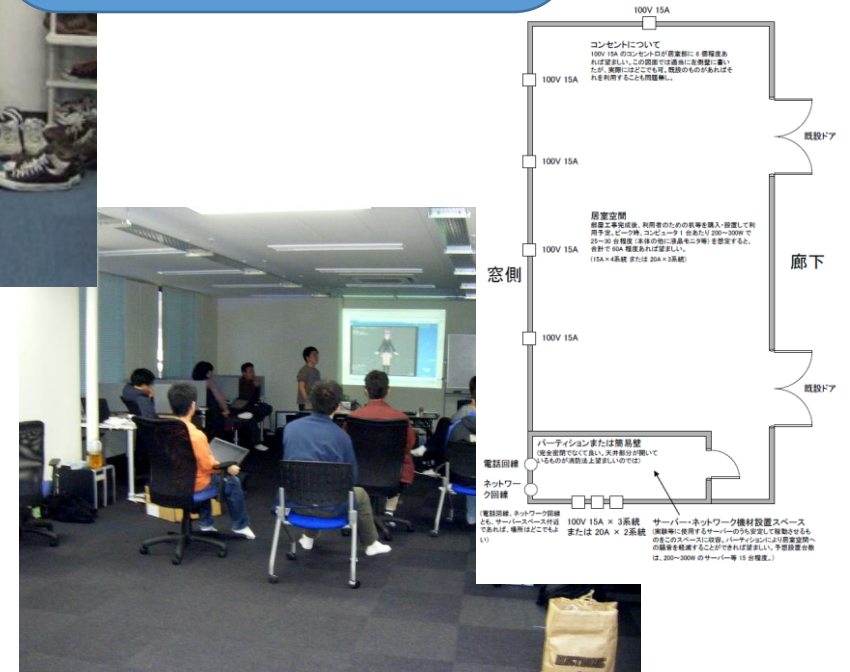 100V 15A
コンセントについて
100V 15A のコンセント口が居室部に 6 個程度あ
れば望ましい。この図面では適当に左側壁に書い
たが、実際にはどこでも可。既設のものがあればそ
れを利用することも問題無し。
100V 15A
既設ドア
100V 15A
居室空間
部屋工事完成後、利用者のための机等を購入・設置して利
用予定。ピーク時、コンピュータ 1 台あたり 200~300W で
25~30 台程度 (本体の他に液晶モニタ等) を想定すると、
合計で 60A 程度あれば望ましい。
(15A×4系統 または 20A×3系統)
100V 15A
窓側
廊下
100V 15A
既設ドア
パーティションまたは簡易壁
(完全密閉でなくて良い。天井部分が開いて
いるものが消防法上望ましいのでは)
電話回線
ネットワー
ク回線
(電話回線、ネットワーク回線
とも、サーバースペース付近
であれば、場所はどこでもよ
い)
100V 15A × 3系統
または 20A × 2系統
サーバー・ネットワーク機材設置スペース
(実験等に使用するサーバーのうち安定して稼動させるも
のをこのスペースに収容。パーティションにより居室空間へ
の騒音を軽減することができれば望ましい。予想設置台数
は、200~300W のサーバー等 15 台程度。)